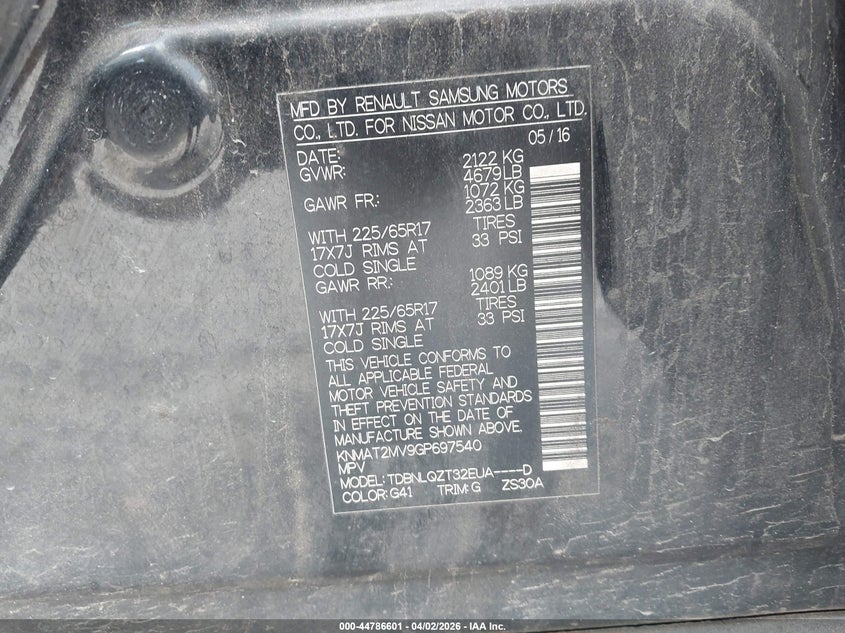 MFD BY RENAULT SAMSUNG MOTORS
CO., LTD. FOR NISSAN MOTOR CO., LTD.
DATE: 05/16
GVWR: 2122 KG
4679 LB
GAWR FR: 1072 KG
2363 LB
WITH 225/65R17 TIRES
17X7J RIMS AT 33 PSI
COLD SINGLE
GAWR RR: 1089 KG
2401 LB
WITH 225/65R17 TIRES
17X7J RIMS AT 33 PSI
COLD SINGLE
THIS VEHICLE CONFORMS TO
ALL APPLICABLE FEDERAL
MOTOR VEHICLE SAFETY AND
THEFT PREVENTION STANDARDS
IN EFFECT ON THE DATE OF
MANUFACTURE SHOWN ABOVE.
KNMAT2MV9GP697540
MPV
MODEL: TDBNLQZT32EUA----D
COLOR: G41 TRIM: G ZS30A
000-44786601 - 04/02/2026 - IAA Inc.